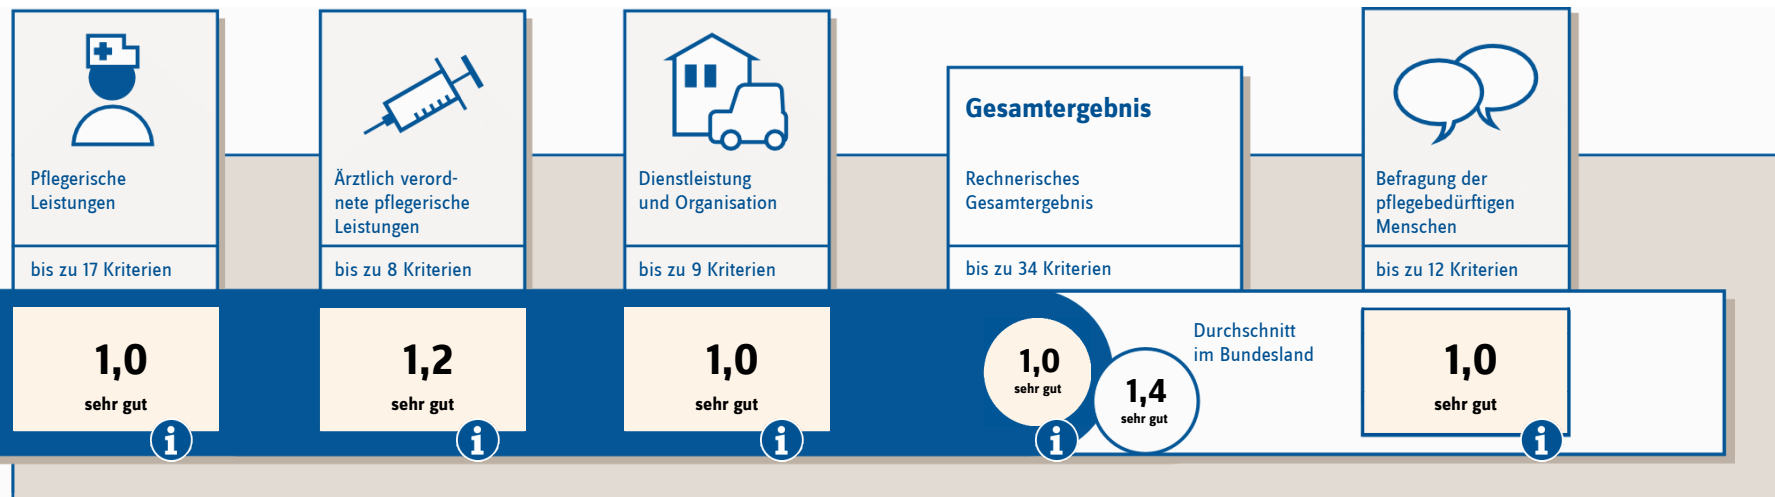 Pflegerische
Leistungen
bis zu 17 Kriterien
1,0
sehr gut
i
Ärztlich verord-
nete pflegerische
Leistungen
bis zu 8 Kriterien
1,2
sehr gut
i
Dienstleistung
und Organisation
bis zu 9 Kriterien
1,0
sehr gut
i
Gesamtergebnis
Rechnerisches
Gesamtergebnis
bis zu 34 Kriterien
1,0
sehr gut
i
1,4
sehr gut
Durchschnitt
im Bundesland
Befragung der
pflegebedürftigen
Menschen
bis zu 12 Kriterien
1,0
sehr gut
i